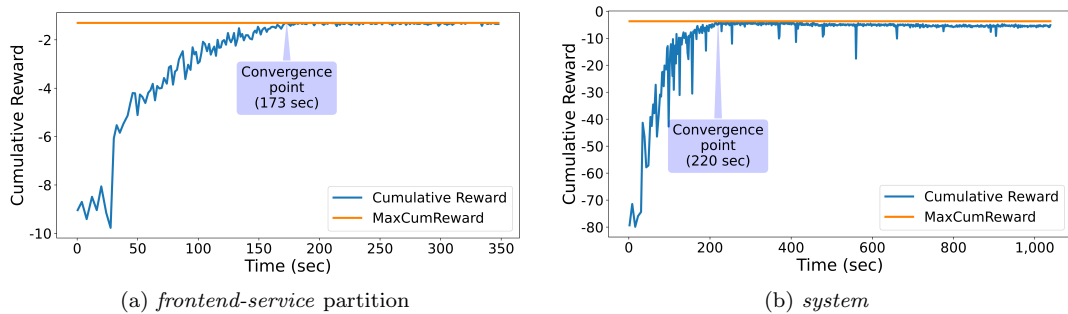 Cumulative Reward
-2
-4
-6
-8
-10
Convergence
point
(173 sec)
Cumulative Reward
MaxCumReward
0
50
100
150
200
250
300
350
Time (sec)
(a) frontend-service partition
Cumulative Reward
0
-10
-20
-30
-40
-50
-60
-70
-80
Convergence
point
(220 sec)
Cumulative Reward
MaxCumReward
0
200
400
600
800
1,000
Time (sec)
(b) system